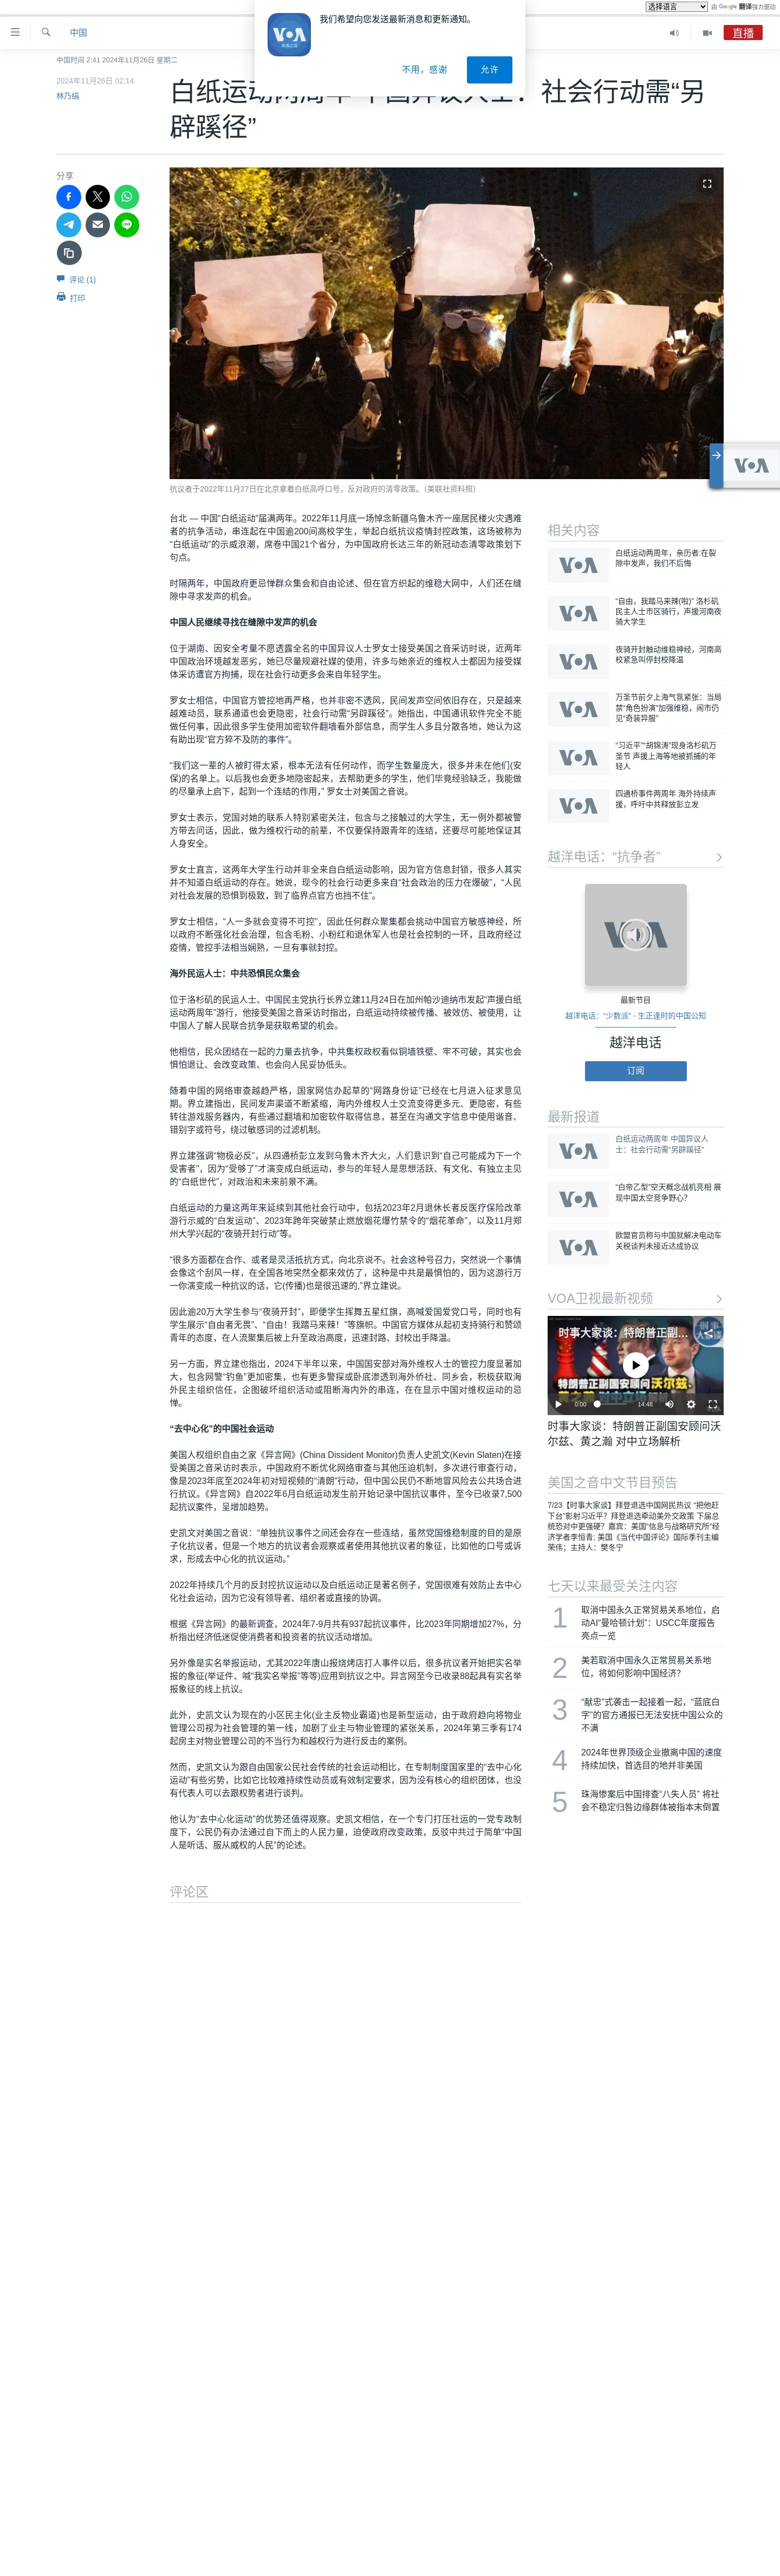 选择语言
由 Google 翻译强力驱动
我们希望向您发送最新消息和更新通知。
不用，感谢
允许
中国
直播
中国时间 2:41 2024年11月26日 星期二
2024年11月26日 02:14
林乃绢
社会行动需“另
辟蹊径”
分享
评论 (1)
打印
抗议者于2022年11月27日在北京拿着白纸高呼口号，反对政府的清零政策。（美联社资料照）
台北 — 中国“白纸运动”届满两年。2022年11月底一场悼念新疆乌鲁木齐一座居民楼火灾遇难
者的抗争活动，串连起在中国逾200间高校学生，举起白纸抗议疫情封控政策，这场被称为
“白纸运动”的示威浪潮，席卷中国21个省分，为中国政府长达三年的新冠动态清零政策划下
句点。
时隔两年，中国政府更忌惮群众集会和自由论述、但在官方织起的维稳大网中，人们还在缝
隙中寻求发声的机会。
中国人民继续寻找在缝隙中发声的机会
位于湖南、因安全考量不愿透露全名的中国异议人士罗女士接受美国之音采访时说，近两年
中国政治环境越发恶劣，她已尽量规避社媒的使用，许多与她亲近的维权人士都因为接受媒
体采访遭官方拘捕，现在社会行动更多会来自年轻学生。
罗女士相信，中国官方管控地再严格，也并非密不透风，民间发声空间依旧存在，只是越来
越难动员，联系通道也会更隐密，社会行动需“另辟蹊径”。她指出，中国通讯软件完全不能
做任何事，因此很多学生使用加密软件翻墙看外部信息，而学生人多且分散各地，她认为这
有助出现“官方猝不及防的事件”。
“我们这一辈的人被盯得太紧，根本无法有任何动作，而学生数量庞大，很多并未在他们(安
保)的名单上。以后我也会更多地隐密起来，去帮助更多的学生，他们毕竟经验缺乏，我能做
的尽量承上启下，起到一个连结的作用，” 罗女士对美国之音说。
罗女士表示，党国对她的联系人特别紧密关注，包含与之接触过的大学生，无一例外都被警
方带去问话，因此，做为维权行动的前辈，不仅要保持跟青年的连结，还要尽可能地保证其
人身安全。
罗女士直言，这两年大学生行动并非全来自白纸运动影响，因为官方信息封锁，很多人其实
并不知道白纸运动的存在。她说，现今的社会行动更多来自“社会政治的压力在爆破”，“人民
对社会发展的恐惧到极致，到了临界点官方也挡不住”。
罗女士相信，“人一多就会变得不可控”，因此任何群众聚集都会挑动中国官方敏感神经，所
以政府不断强化社会治理，包含毛粉、小粉红和退休军人也是社会控制的一环，且政府经过
疫情，管控手法相当娴熟，一旦有事就封控。
海外民运人士：中共恐惧民众集会
位于洛杉矶的民运人士、中国民主党执行长界立建11月24日在加州帕沙迪纳市发起“声援白纸
运动两周年”游行，他接受美国之音采访时指出，白纸运动持续被传播、被效仿、被使用，让
中国人了解人民联合抗争是获取希望的机会。
他相信，民众团结在一起的力量去抗争，中共集权政权看似铜墙铁壁、牢不可破，其实也会
惧怕退让、会改变政策、也会向人民妥协低头。
随着中国的网络审查越趋严格，国家网信办起草的“网路身份证”已经在七月进入征求意见
期。界立建指出，民间发声渠道不断紧缩，海内外维权人士交流变得更多元、更隐密，有些
转往游戏服务器内，有些通过翻墙和加密软件取得信息，甚至在沟通文字信息中使用谐音、
错别字或符号，绕过敏感词的过滤机制。
界立建强调“物极必反”，从四通桥彭立发到乌鲁木齐大火，人们意识到“自己可能成为下一个
受害者”，因为“受够了”才演变成白纸运动，参与的年轻人是思想活跃、有文化、有独立主见
的“白纸世代”，对政治和未来前景不满。
白纸运动的力量这两年来延续到其他社会行动中，包括2023年2月退休长者反医疗保险改革
游行示威的“白发运动”、2023年跨年突破禁止燃放烟花爆竹禁令的“烟花革命”，以及11月郑
州大学兴起的“夜骑开封行动”等。
“很多方面都在合作、或者是灵活抵抗方式，向北京说不。社会这种号召力，突然说一个事情
会像这个刮风一样，在全国各地突然全都来效仿了，这种是中共是最惧怕的，因为这游行万
一你演变成一种抗议的话，它(传播)也是很迅速的,”界立建说。
因此逾20万大学生参与“夜骑开封”，即便学生挥舞五星红旗，高喊爱国爱党口号，同时也有
学生展示“自由者无畏”、“自由！我踏马来辣！”等旗帜。中国官方媒体从起初支持骑行和赞颂
青年的态度，在人流聚集后被上升至政治高度，迅速封路、封校出手降温。
另一方面，界立建也指出，2024下半年以来，中国国安部对海外维权人士的管控力度显著加
大，包含网警“钓鱼”更加密集，也有更多警探或卧底渗透到海外侨社、同乡会，积极获取海
外民主组织信任，企图破坏组织活动或阻断海内外的串连，在在显示中国对维权运动的忌
惮。
“去中心化”的中国社会运动
美国人权组织自由之家《异言网》(China Dissident Monitor)负责人史凯文(Kevin Slaten)在接
受美国之音采访时表示，中国政府不断优化网络审查与其他压迫机制，多次进行审查行动，
像是2023年底至2024年初对短视频的“清朗”行动，但中国公民仍不断地冒风险去公共场合进
行抗议。《异言网》自2022年6月白纸运动发生前开始记录中国抗议事件，至今已收录7,500
起抗议案件，呈增加趋势。
史凯文对美国之音说：“单独抗议事件之间还会存在一些连结，虽然党国维稳制度的目的是原
子化抗议者，但是一个地方的抗议者会观察或者使用其他抗议者的口号或诉
求，形成去中心化的抗议运动。”
2022年持续几个月的反封控抗议运动以及白纸运动正是著名例子，党国很难有效防止去中心
化社会运动，因为它没有领导者、组织者或直接的协调。
根据《异言网》的最新调查，2024年7-9月共有937起抗议事件，比2023年同期增加27%，分
析指出经济低迷促使消费者和投资者的抗议活动增加。
另外像是实名举报运动，尤其2022年唐山报烧烤店打人事件以后，很多抗议者开始把实名举
报的象征(举证件、喊“我实名举报”等等)应用到抗议之中。异言网至今已收录88起具有实名举
报象征的线上抗议。
此外，史凯文认为现在的小区民主化(业主反物业霸道)也是新型运动，由于政府趋向将物业
管理公司视为社会管理的第一线，加剧了业主与物业管理的紧张关系，2024年第三季有174
起房主对物业管理公司的不当行为和越权行为进行反击的案例。
然而，史凯文认为跟自由国家公民社会传统的社会运动相比，在专制制度国家里的“去中心化
运动”有些劣势，比如它比较难持续性动员或有效制定要求，因为没有核心的组织团体，也没
有代表人可以去跟权势者进行谈判。
他认为“去中心化运动”的优势还值得观察。史凯文相信，在一个专门打压社运的一党专政制
度下，公民仍有办法通过自下而上的人民力量，迫使政府改变政策，反驳中共过于简单“中国
人是听话、服从威权的人民”的论述。
评论区
相关内容
白纸运动两周年，亲历者:在裂
隙中发声，我们不后悔
“自由，我踏马来辣(啦)” 洛杉矶
民主人士市区骑行，声援河南夜
骑大学生
夜骑开封触动维稳神经，河南高
校紧急叫停封校降温
万圣节前夕上海气氛紧张：当局
禁“角色扮演”加强维稳，闹市仍
见“奇装异服”
“习近平”“胡锦涛”现身洛杉矶万
圣节 声援上海等地被抓捕的年
轻人
四通桥事件两周年 海外持续声
援，呼吁中共释放彭立发
越洋电话：“抗争者”
最新节目
越洋电话：“少数派” - 生正逢时的中国公知
越洋电话
订阅
最新报道
白纸运动两周年 中国异议人
士：社会行动需“另辟蹊径”
“白帝乙型”空天概念战机亮相 展
现中国太空竞争野心？
欧盟官员称与中国就解决电动车
关税谈判未接近达成协议
VOA卫视最新视频
时事大家谈：特朗普正副…
特朗普正副国安顾问沃尔兹、
0:00
14:46
时事大家谈：特朗普正副国安顾问沃
尔兹、黄之瀚 对中立场解析
美国之音中文节目预告
7/23【时事大家谈】拜登退选中国网民热议 “把他赶
下台”影射习近平？拜登退选牵动美外交政策 下届总
统恐对中更强硬？嘉宾：美国“信息与战略研究所”经
济学者李恒青; 美国《当代中国评论》国际季刊主编
荣伟；主持人：樊冬宁
七天以来最受关注内容
1
取消中国永久正常贸易关系地位，启
动AI“曼哈顿计划”：USCC年度报告
亮点一览
2
美若取消中国永久正常贸易关系地
位，将如何影响中国经济？
3
“献忠”式袭击一起接着一起，“蓝底白
字”的官方通报已无法安抚中国公众的
不满
4
2024年世界顶级企业撤离中国的速度
持续加快，首选目的地并非美国
5
珠海惨案后中国排查“八失人员” 将社
会不稳定归咎边缘群体被指本末倒置